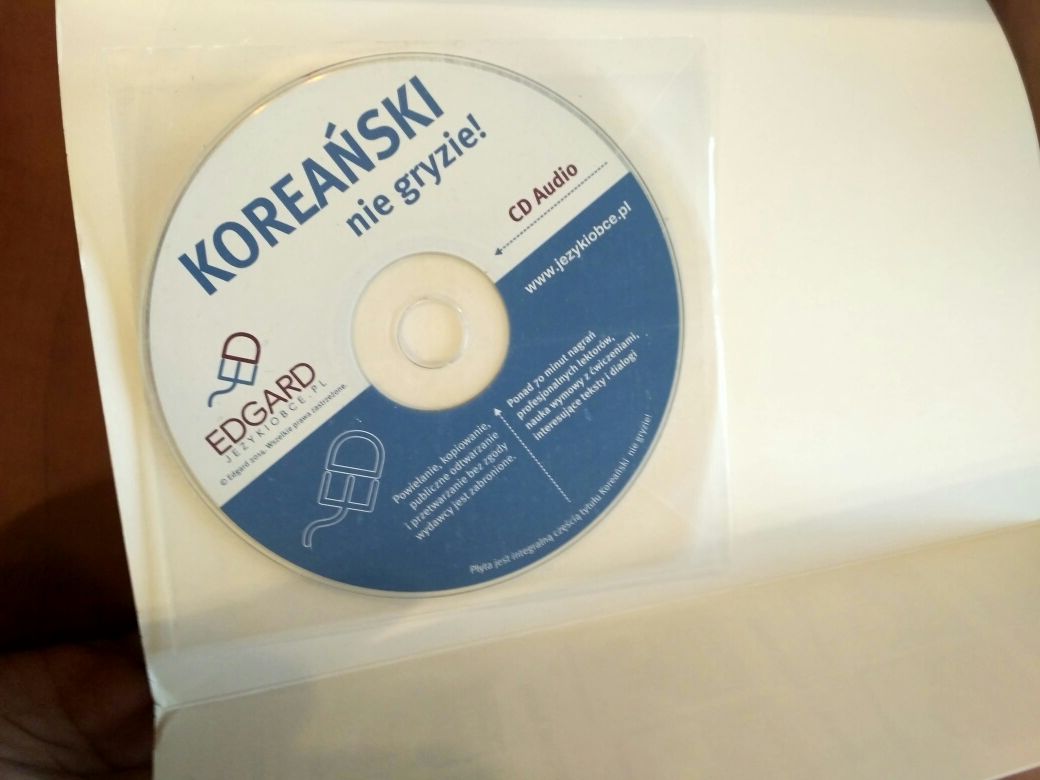 KOREAŃSKI
nie gryzie!
CD Audio
www.jezykiobce.pl
ED
EDGARD
JEZYKIOBCE.PL
© Edgard 2014. Wszelkie prawa zastrzeżone.
Ponad 70 minut nagrań
profesjonalnych lektorów,
nauka wymowy z ćwiczeniami,
interesujące teksty i dialogi
ED
Powielanie, kopiowanie,
publiczne odtwarzanie
i przetwarzanie bez zgody
wydawcy jest zabronione.
Płyta jest integralną częścią tytułu Koreański nie gryzie!